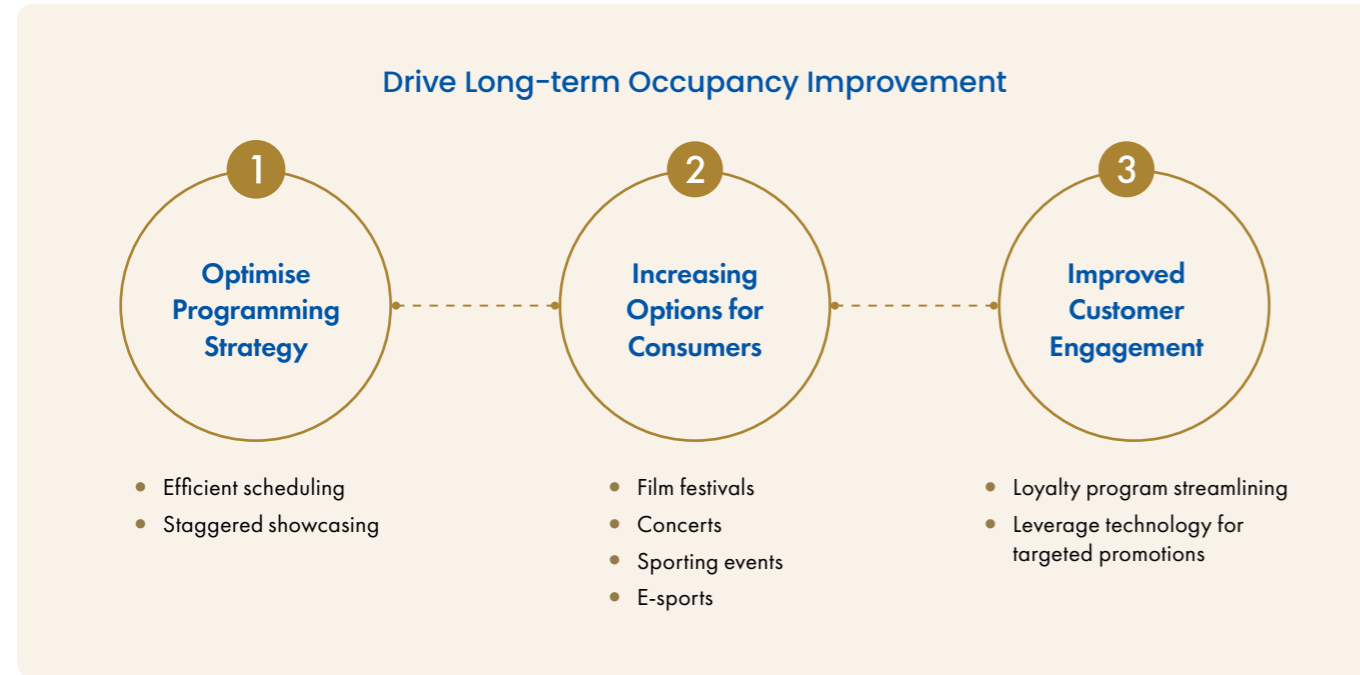 Drive Long-term Occupancy Improvement
1
Optimise
Programming
Strategy
Efficient scheduling
Staggered showcasing
2
Increasing
Options for
Consumers
Film festivals
Concerts
Sporting events
E-sports
3
Improved
Customer
Engagement
Loyalty program streamlining
Leverage technology for
targeted promotions